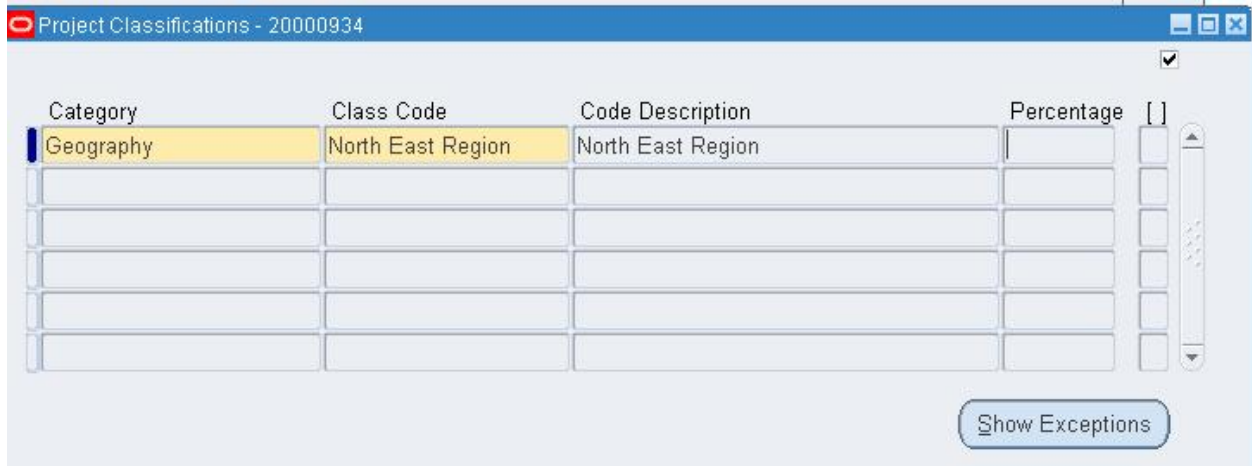 Project Classifications - 20000934
Category Class Code Code Description Percentage [ ]
Geography North East Region North East Region
Show Exceptions